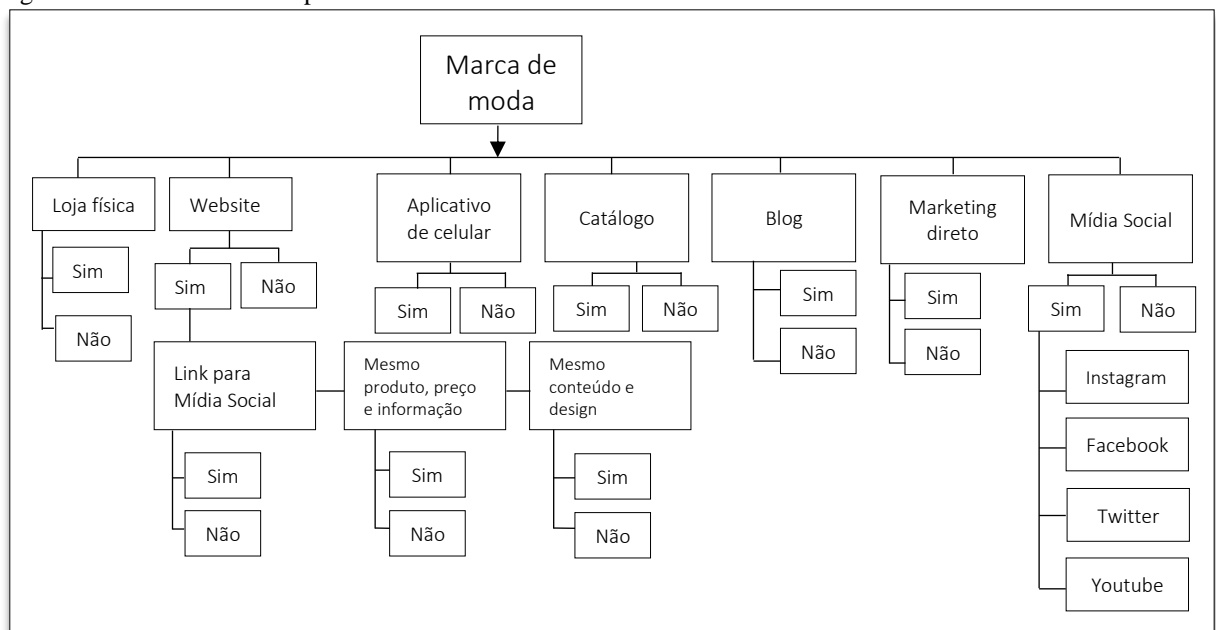 Marca de
moda
Loja física
Website
Aplicativo
de celular
Catálogo
Blog
Marketing
direto
Mídia Social
Sim
Não
Sim
Não
Sim
Não
Sim
Não
Sim
Não
Sim
Não
Sim
Não
Link para
Mídia Social
Mesmo
produto, preço
e informação
Mesmo
conteúdo e
design
Sim
Não
Sim
Não
Sim
Não
Instagram
Facebook
Twitter
Youtube